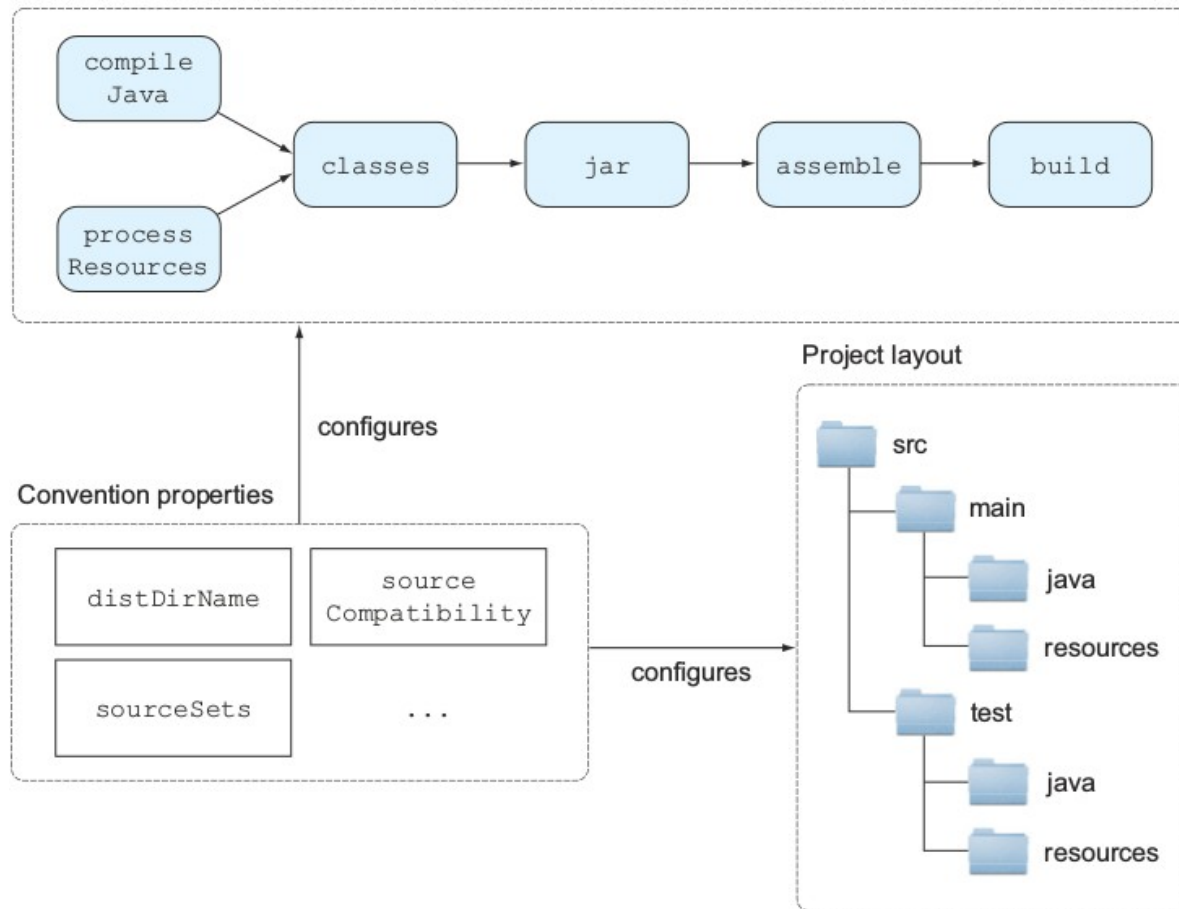 compile
Java
classes
jar
assemble
build
process
Resources
Project layout
configures
src
Convention properties
main
distDirName
source
Compatibility
java
resources
configures
sourceSets
...
test
java
resources